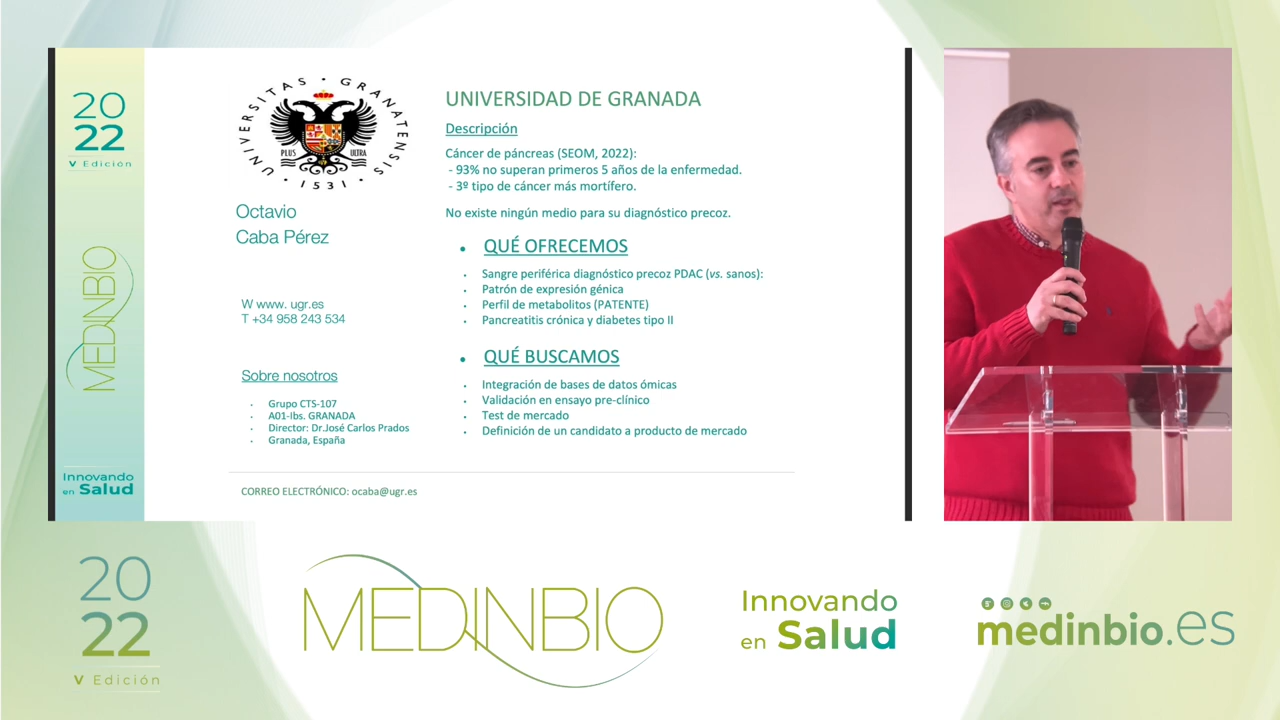 20
22
V Edición
MEDINBIO
Innovando
en Salud
UNIVERSITAS · GRANATENSIS
· 1531 ·
PLUS ULTRA
Octavio
Caba Pérez
W www. ugr.es
T +34 958 243 534
Sobre nosotros
· Grupo CTS-107
· A01-Ibs. GRANADA
· Director: Dr.José Carlos Prados
· Granada, España
UNIVERSIDAD DE GRANADA
Descripción
Cáncer de páncreas (SEOM, 2022):
- 93% no superan primeros 5 años de la enfermedad.
- 3º tipo de cáncer más mortífero.
No existe ningún medio para su diagnóstico precoz.
• QUÉ OFRECEMOS
· Sangre periférica diagnóstico precoz PDAC (vs. sanos):
· Patrón de expresión génica
· Perfil de metabolitos (PATENTE)
· Pancreatitis crónica y diabetes tipo II
• QUÉ BUSCAMOS
· Integración de bases de datos ómicas
· Validación en ensayo pre-clínico
· Test de mercado
· Definición de un candidato a producto de mercado
CORREO ELECTRÓNICO: ocaba@ugr.es
20
22
V Edición
MEDINBIO
Innovando
en Salud
medinbio.es